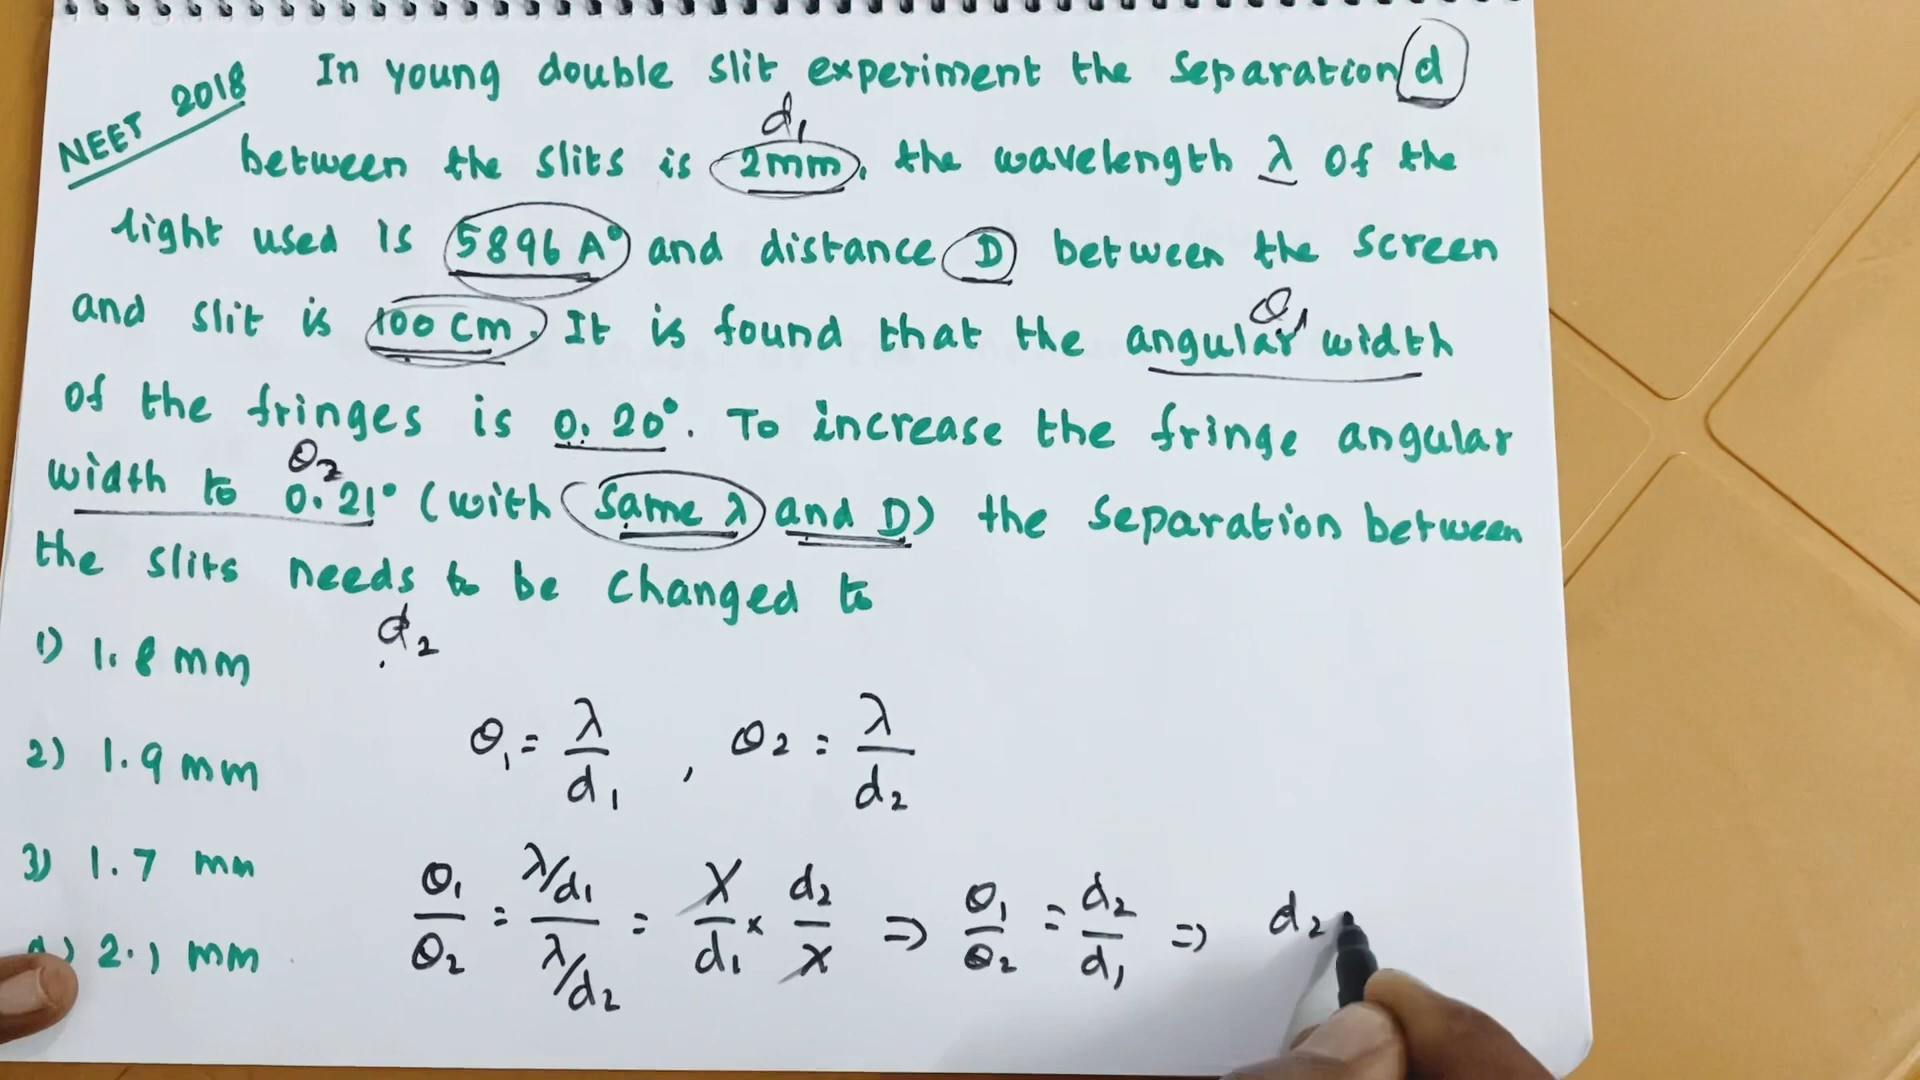 NEET 2018
In young double slit experiment the separation d
d₁
between the slits is 2mm. the wavelength λ of the
light used is 5896 A° and distance D between the screen
and slit is 100 cm. It is found that the angular width
θ₁
of the fringes is 0.20°. To increase the fringe angular
θ₂
width to 0.21° (with same λ and D) the separation between
the slits needs to be changed to
d₂
1) 1.8 mm
θ₁ = λ/d₁ , θ₂ = λ/d₂
2) 1.9 mm
3) 1.7 mm
θ₁/θ₂ = (λ/d₁)/(λ/d₂) = λ/d₁ × d₂/λ ⇒ θ₁/θ₂ = d₂/d₁ ⇒ d₂
) 2.1 mm